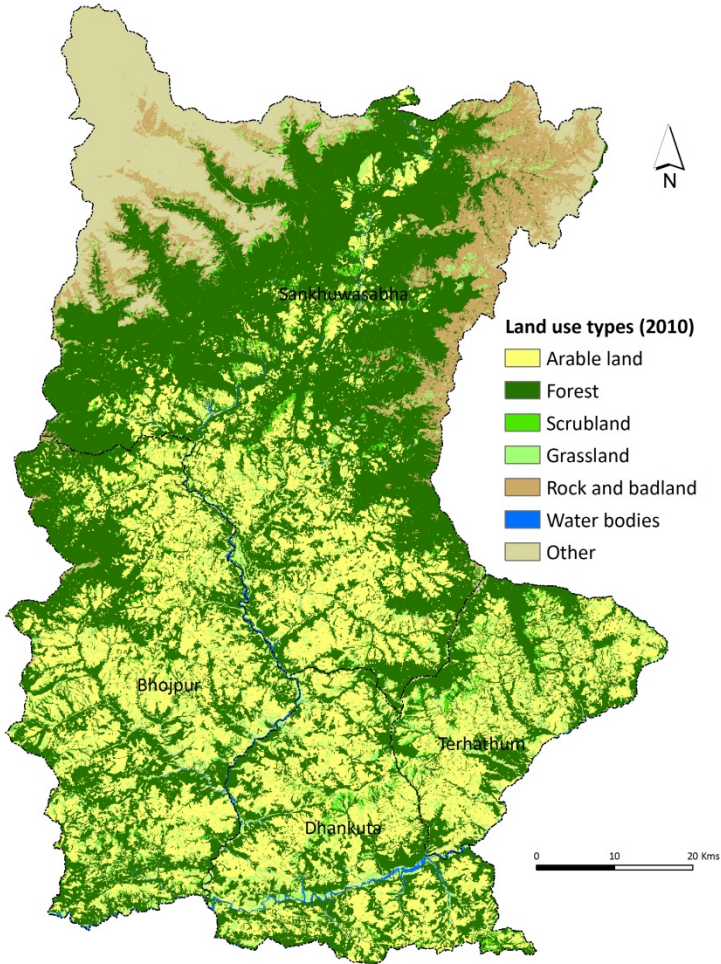 N
Sankhuwasabha
Land use types (2010)
Arable land
Forest
Scrubland
Grassland
Rock and badland
Water bodies
Other
Bhojpur
Terhathum
Dhankuta
0 10 20 Kms